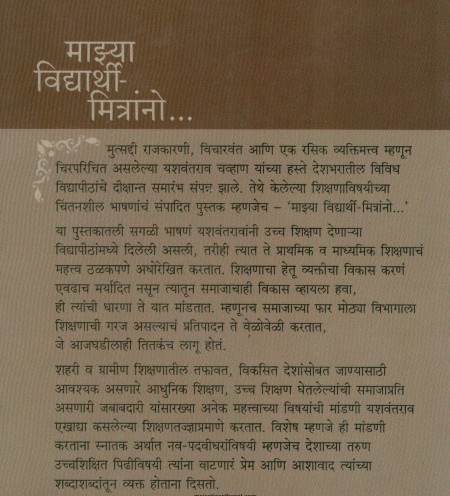 माझ्या
विद्यार्थी-
मित्रांनो...
मुत्सद्दी राजकारणी, विचारवंत आणि एक रसिक व्यक्तिमत्त्व म्हणून
चिरपरिचित असलेल्या यशवंतराव चव्हाण यांच्या हस्ते देशभरातील विविध
विद्यापीठांचे दीक्षान्त समारंभ संपन्न झाले. तेथे केलेल्या शिक्षणाविषयीच्या
चिंतनशील भाषणांचं संपादित पुस्तक म्हणजेच – 'माझ्या विद्यार्थी-मित्रांनो...'
या पुस्तकातली सगळी भाषणं यशवंतरावांनी उच्च शिक्षण देणाऱ्या
विद्यापीठांमध्ये दिलेली असली, तरीही त्यात ते प्राथमिक व माध्यमिक शिक्षणाचं
महत्त्व ठळकपणे अधोरेखित करतात. शिक्षणाचा हेतू व्यक्तीचा विकास करणं
एवढाच मर्यादित नसून त्यातून समाजाचाही विकास व्हायला हवा,
ही त्यांची धारणा ते यात मांडतात. म्हणूनच समाजाच्या फार मोठ्या विभागाला
शिक्षणाची गरज असल्याचं प्रतिपादन ते वेळोवेळी करतात,
जे आजघडीलाही तितकंच लागू होतं.
शहरी व ग्रामीण शिक्षणातील तफावत, विकसित देशांसोबत जाण्यासाठी
आवश्यक असणारे आधुनिक शिक्षण, उच्च शिक्षण घेतलेल्यांची समाजाप्रति
असणारी जबाबदारी यांसारख्या अनेक महत्त्वाच्या विषयांची मांडणी यशवंतराव
एखाद्या कसलेल्या शिक्षणतज्ज्ञाप्रमाणे करतात. विशेष म्हणजे ही मांडणी
करताना स्नातक अर्थात नव-पदवीधरांविषयी म्हणजेच देशाच्या तरुण
उच्चशिक्षित पिढीविषयी त्यांना वाटणारं प्रेम आणि आशावाद त्यांच्या
शब्दाशब्दांतून व्यक्त होताना दिसतो.